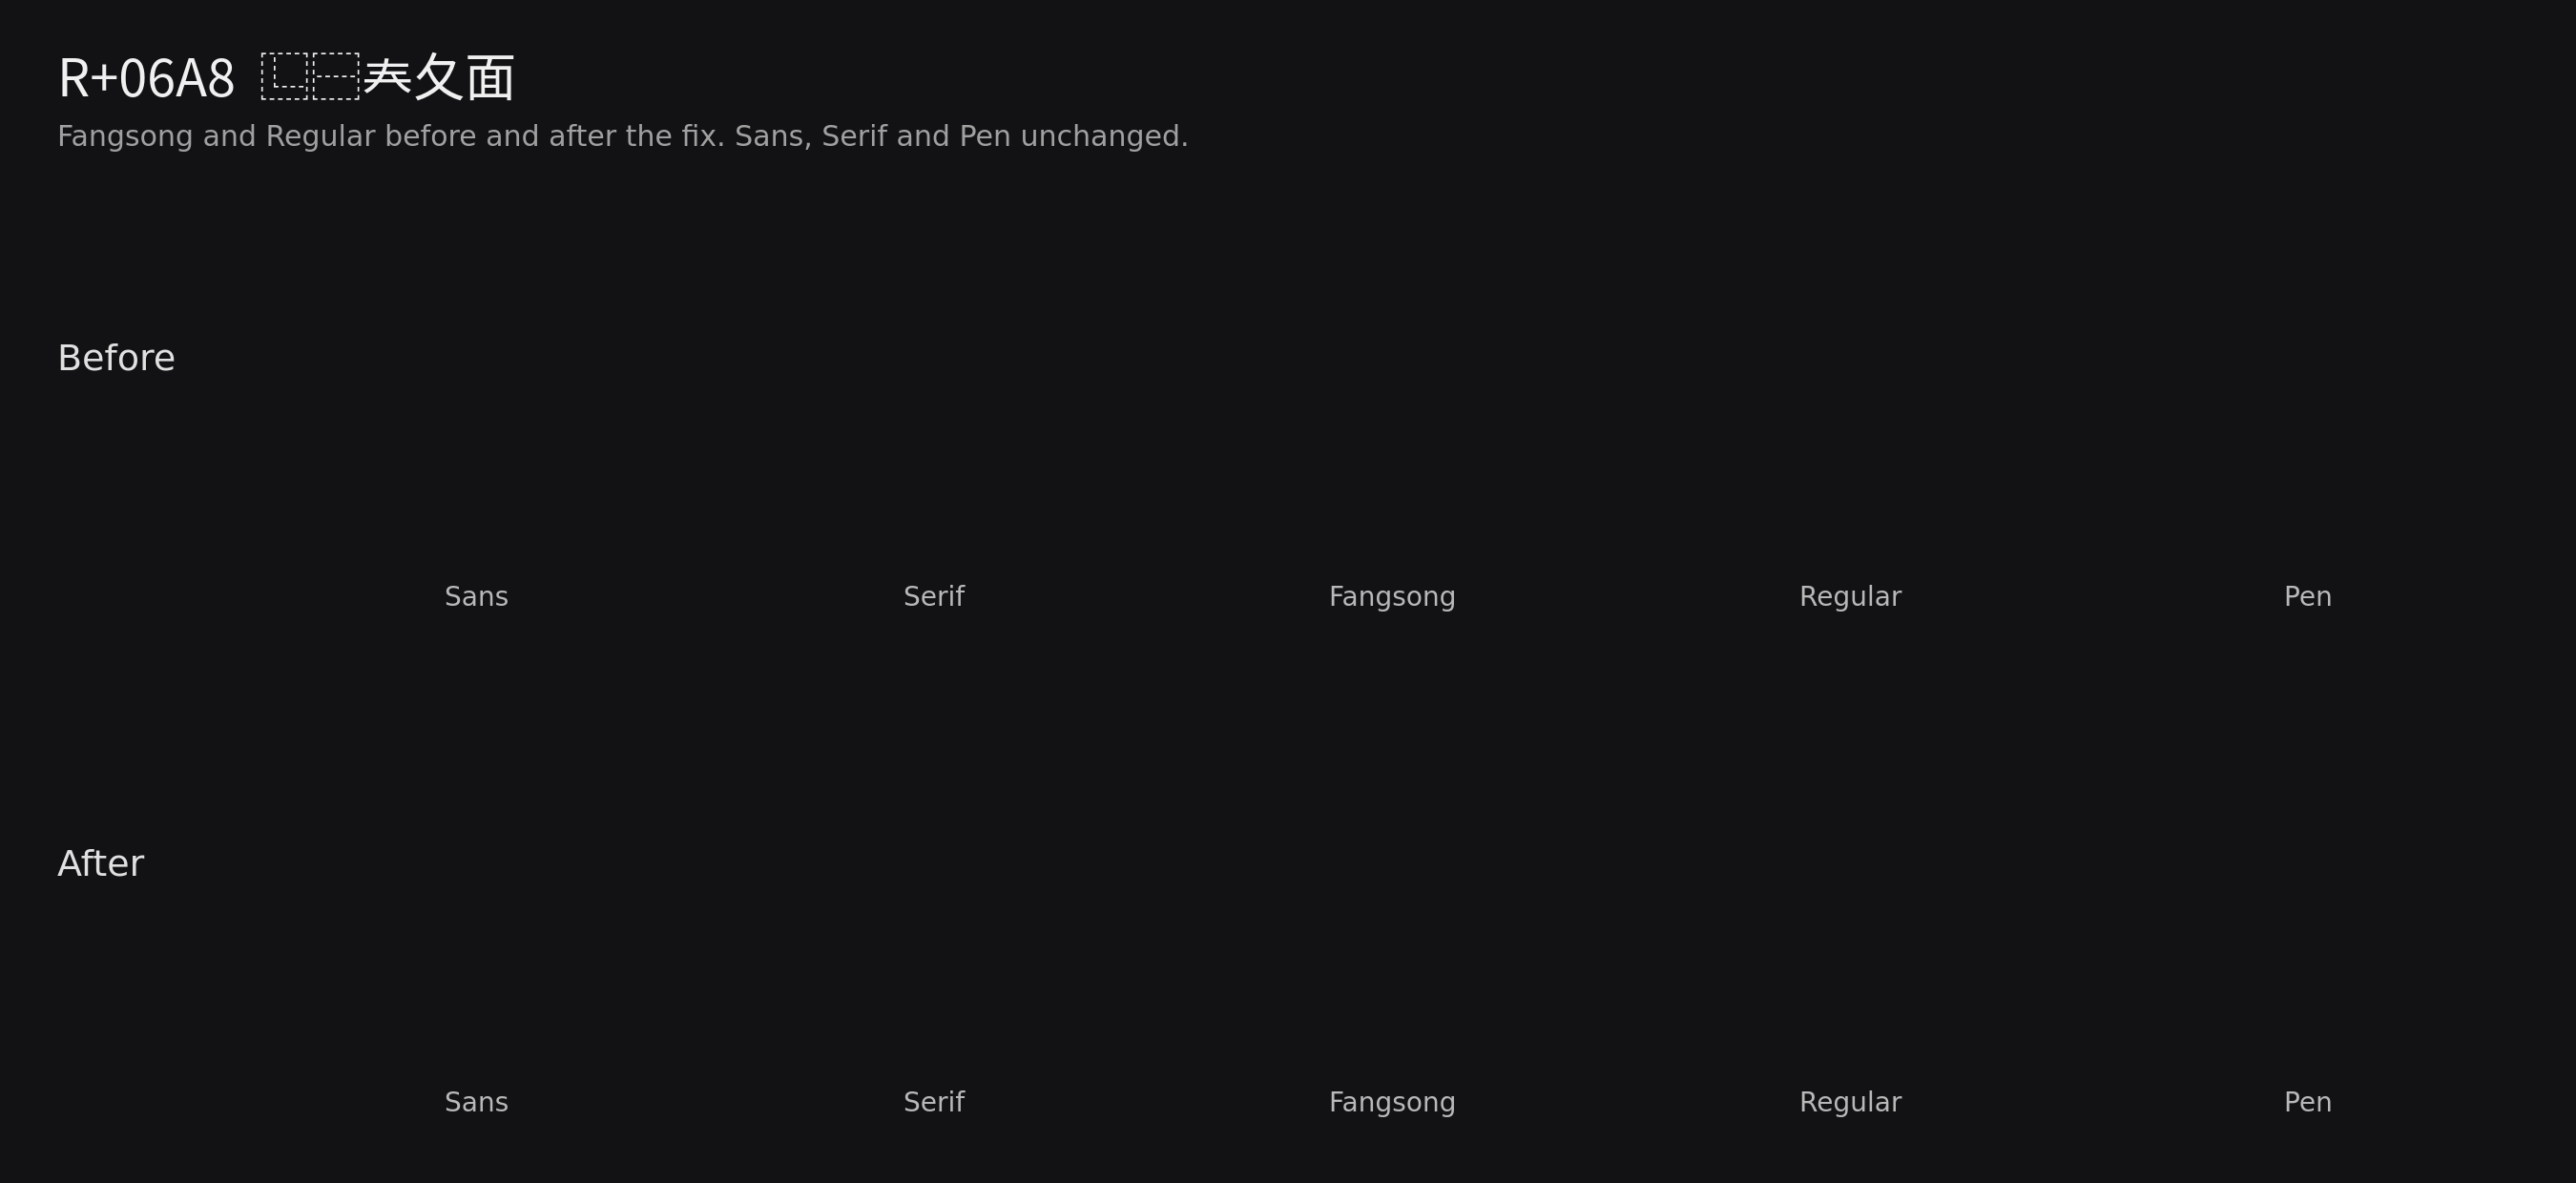 R+06A8 ⿺⿱𡗗夂面
Fangsong and Regular before and after the fix. Sans, Serif and Pen unchanged.
Before
Sans Serif Fangsong Regular Pen
After
Sans Serif Fangsong Regular Pen